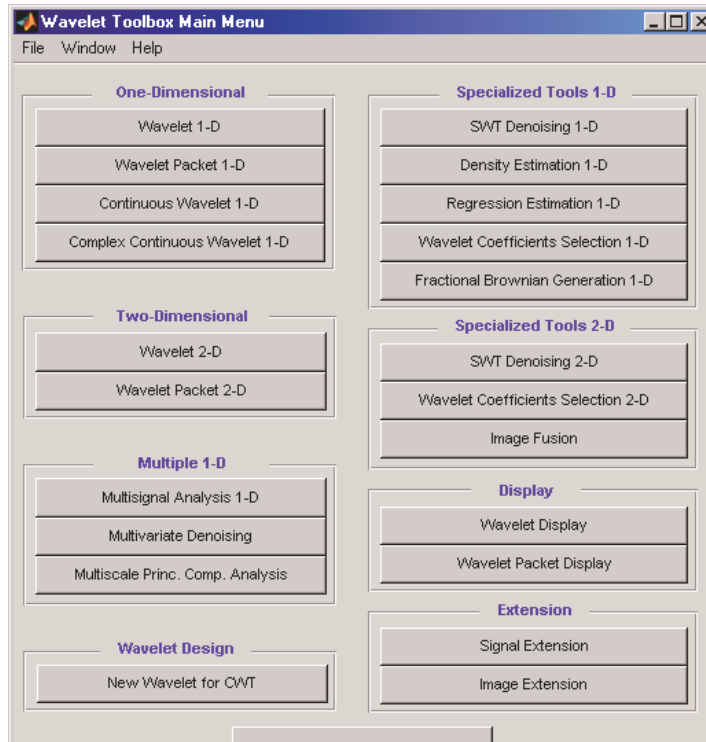 Wavelet Toolbox Main Menu
File Window Help
One-Dimensional
Wavelet 1-D
Wavelet Packet 1-D
Continuous Wavelet 1-D
Complex Continuous Wavelet 1-D
Two-Dimensional
Wavelet 2-D
Wavelet Packet 2-D
Multiple 1-D
Multisignal Analysis 1-D
Multivariate Denoising
Multiscale Princ. Comp. Analysis
Wavelet Design
New Wavelet for CWT
Specialized Tools 1-D
SWT Denoising 1-D
Density Estimation 1-D
Regression Estimation 1-D
Wavelet Coefficients Selection 1-D
Fractional Brownian Generation 1-D
Specialized Tools 2-D
SWT Denoising 2-D
Wavelet Coefficients Selection 2-D
Image Fusion
Display
Wavelet Display
Wavelet Packet Display
Extension
Signal Extension
Image Extension